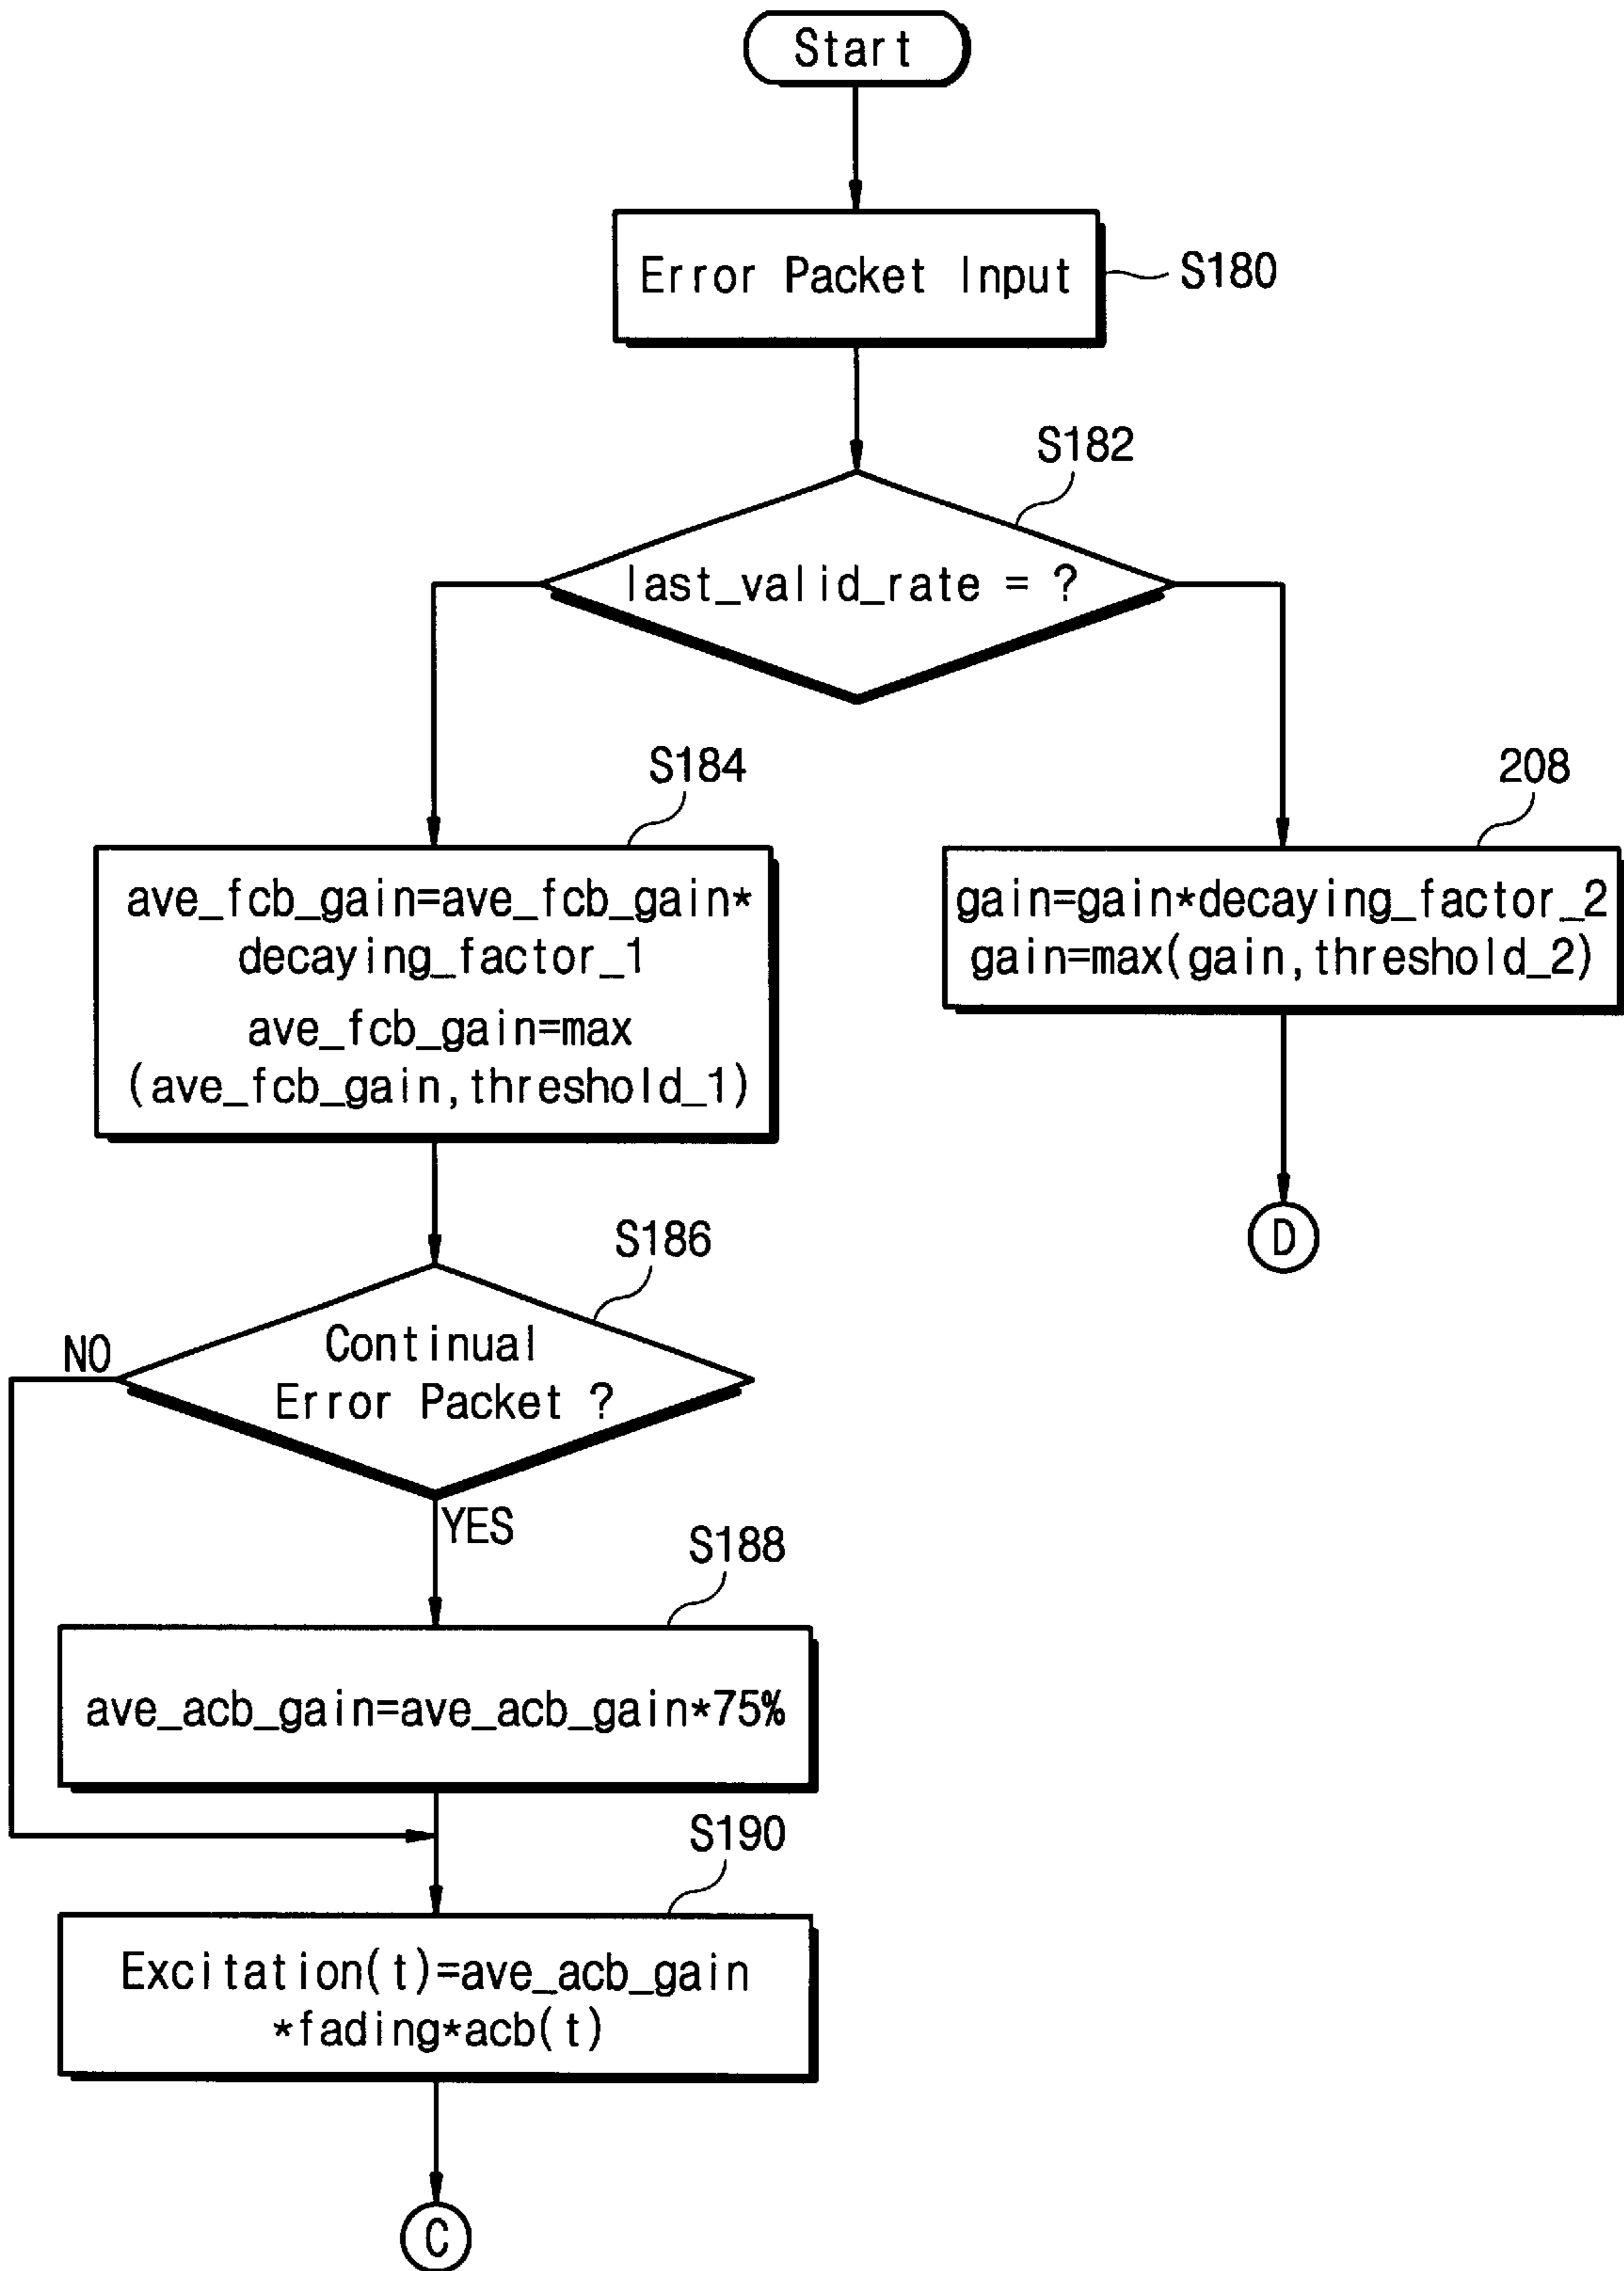 Start
Error Packet Input
S180
S182
last_valid_rate = ?
S184
ave_fcb_gain=ave_fcb_gain*
decaying_factor_1
ave_fcb_gain=max
(ave_fcb_gain,threshold_1)
208
gain=gain*decaying_factor_2
gain=max(gain,threshold_2)
D
S186
Continual
Error Packet ?
NO
YES
S188
ave_acb_gain=ave_acb_gain*75%
S190
Excitation(t)=ave_acb_gain
*fading*acb(t)
C